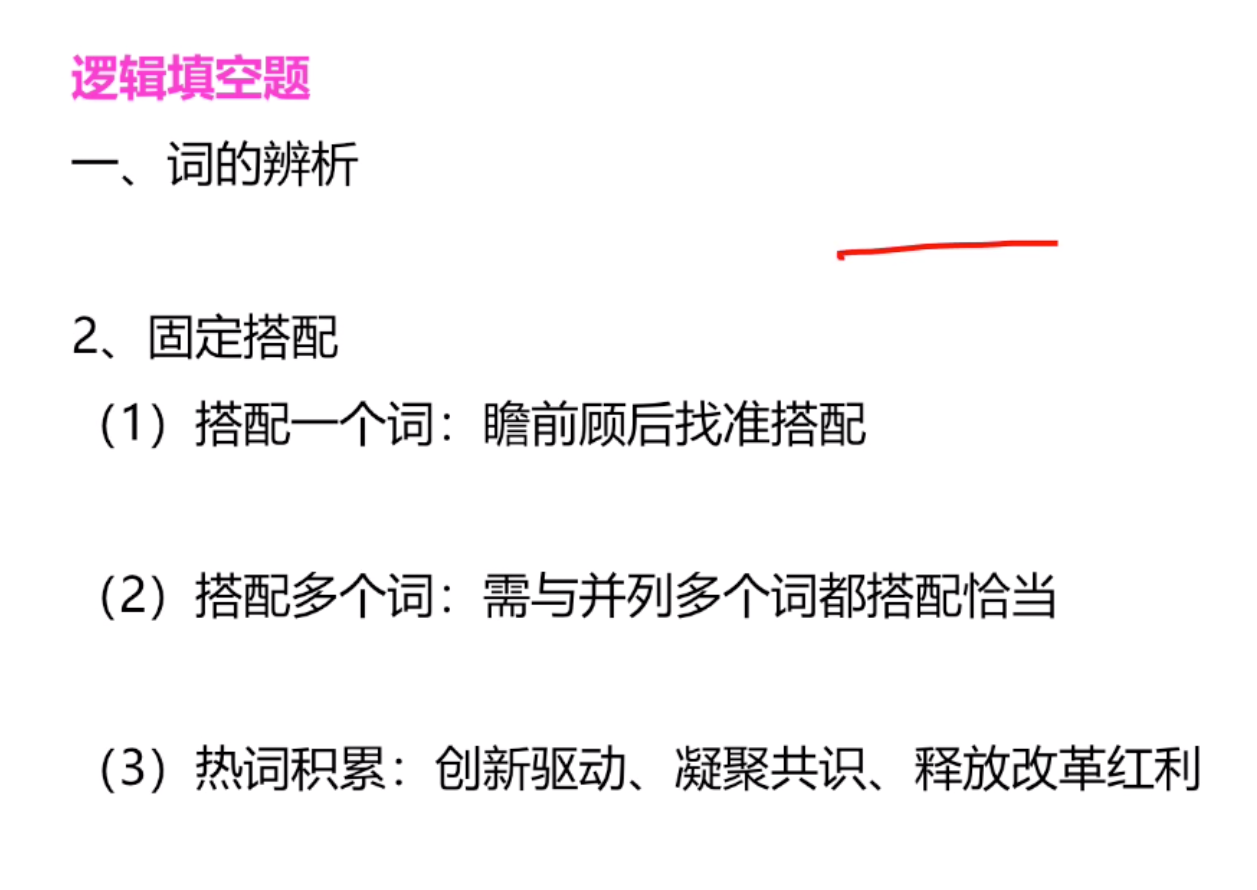 逻辑填空题
一、词的辨析
2、固定搭配
（1）搭配一个词：瞻前顾后找准搭配
（2）搭配多个词：需与并列多个词都搭配恰当
（3）热词积累：创新驱动、凝聚共识、释放改革红利